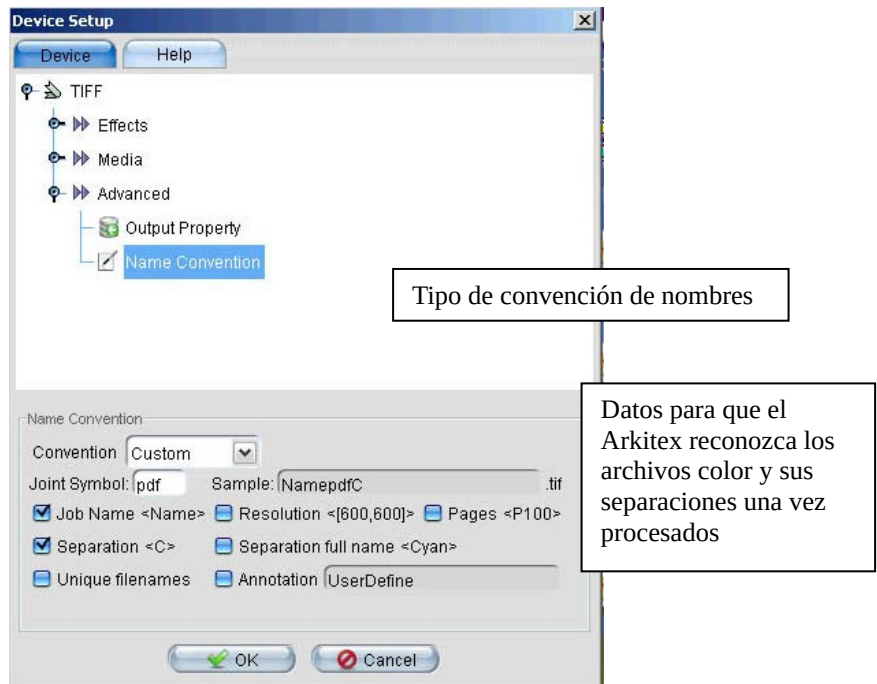 Device Setup
Device Help
TIFF
Effects
Media
Advanced
Output Property
Name Convention
Tipo de convención de nombres
Datos para que el
Arkitex reconozca los
archivos color y sus
separaciones una vez
procesados
Name Convention
Convention Custom
Joint Symbol: pdf Sample: NamepdfC .tif
Job Name <Name> Resolution <[600,600]> Pages <P100>
Separation <C> Separation full name <Cyan>
Unique filenames Annotation UserDefine
OK Cancel